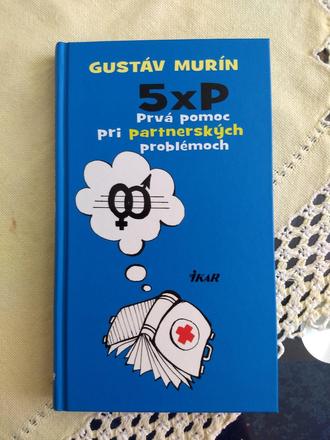 GUSTÁV MURÍN
5xP
Prvá pomoc
pri partnerských
problémoch
IKAR